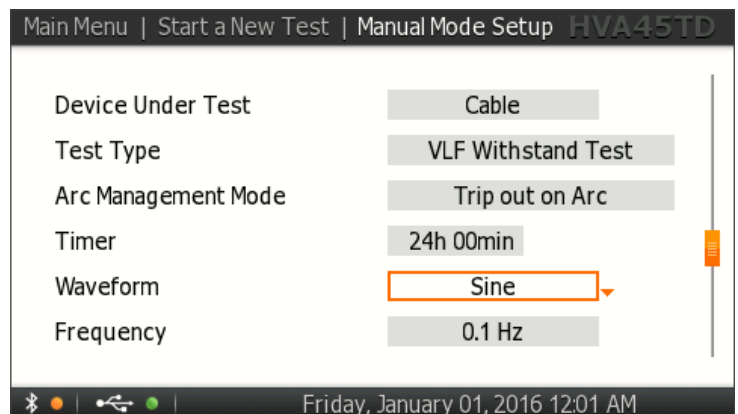 Main Menu | Start a New Test | Manual Mode Setup HVA45TD
Device Under Test Cable
Test Type VLF Withstand Test
Arc Management Mode Trip out on Arc
Timer 24h 00min
Waveform Sine
Frequency 0.1 Hz
Friday, January 01, 2016 12:01 AM